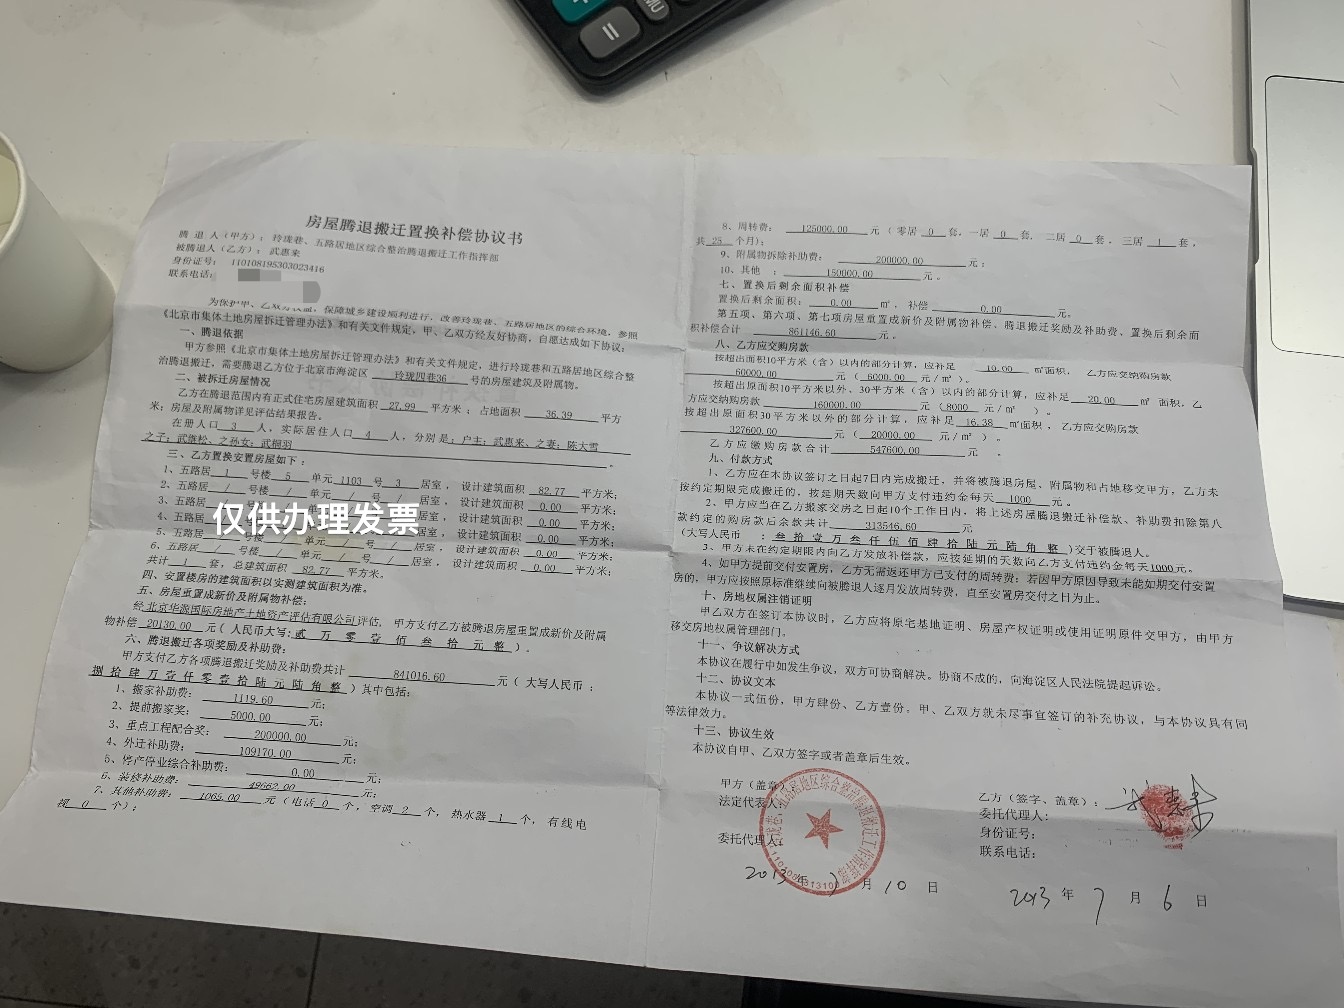 房屋腾退搬迁置换补偿协议书
腾 退 人（甲方）：玲珑巷、五路居地区综合整治腾退搬迁工作指挥部
被腾退人（乙方）：武惠来
身份证号：110108195303023416
联系电话：
为保护甲、乙双方权益，保障城乡建设顺利进行，改善玲珑巷、五路居地区的综合环境，参照
《北京市集体土地房屋拆迁管理办法》和有关文件规定，甲、乙双方经友好协商，自愿达成如下协议：
一、腾退依据
甲方参照《北京市集体土地房屋拆迁管理办法》和有关文件规定，进行玲珑巷和五路居地区综合整
治腾退搬迁，需要腾退乙方位于北京市海淀区 玲珑四巷36 号的房屋建筑及附属物。
二、被拆迁房屋情况
乙方在腾退范围内有正式住宅房屋建筑面积 27.99 平方米；占地面积 36.39 平方
米；房屋及附属物详见评估结果报告。
在册人口 3 人，实际居住人口 4 人，分别是：户主：武惠来、之妻：陈大雪
之子：武继松、之孙女：武桐羽 。
三、乙方置换安置房屋如下：
1、五路居 1 号楼 5 单元 1103 号 3 居室，设计建筑面积 82.77 平方米；
2、五路居 / 号楼 / 单元 / 号 / 居室，设计建筑面积 0.00 平方米；
3、五路居 / 号 / 居室，设计建筑面积 0.00 平方米；
4、 居室，设计建筑面积 0.00 平方米；
仅供办理发票
5、五路居 / 号楼 / 单元 / 号 / 居室，设计建筑面积 0.00 平方米；
6、五路居 / 号楼 / 单元 / 号 / 居室，设计建筑面积 0.00 平方米；
共计 1 套，总建筑面积 82.77 平方米。
四、安置楼房的建筑面积以实测建筑面积为准。
五、房屋重置成新价及附属物补偿：
经 北京华源国际房地产土地资产评估有限公司 评估，甲方支付乙方被腾退房屋重置成新价及附属
物补偿 20130.00 元（人民币大写：贰 万 零 壹 佰 叁 拾 元 整 ）。
六、腾退搬迁各项奖励及补助费：
甲方支付乙方各项腾退搬迁奖励及补助费共计 841016.60 元（ 大写人民币 ：
捌 拾 肆 万 壹 仟 零 壹 拾 陆 元 陆 角 整 ）其中包括：
1、搬家补助费： 1119.60 元；
2、提前搬家奖： 5000.00 元；
3、重点工程配合奖： 200000.00 元；
4、外迁补助费： 109170.00 元；
5、停产停业综合补助费： 0.00 元；
6、装修补助费： 49662.00 元；
7、其他补助费： 1065.00 元（电话 0 个，空调 2 个，热水器 1 个，有线电
视 0 个）；
8、周转费： 125000.00 元（零居 0 套，一居 0 套，二居 0 套，三居 1 套，
共 25 个月）；
9、附属物拆除补助费： 200000.00 元；
10、其他 ： 150000.00 元。
七、置换后剩余面积补偿
置换后剩余面积： 0.00 ㎡，补偿 0.00 元。
第五项、第六项、第七项房屋重置成新价及附属物补偿、腾退搬迁奖励及补助费、置换后剩余面
积补偿合计 861146.60 元
八、乙方应交购房款
按超出面积10平方米（含）以内的部分计算，应补足 10.00 ㎡面积， 乙方应交纳购房款
60000.00 元（ 6000.00 元/㎡ ）。
按超出原面积10平方米以外、30平方米（含）以内的部分计算，应补足 20.00 ㎡ 面积，乙
方应交纳购房款 160000.00 元（8000 元/㎡ ）。
按超出原面积30平方米以外的部分计算，应补足 16.38 ㎡面积，乙方应交购房款
327600.00 元（ 20000.00 元/㎡ ）。
乙方应缴购房款合计 547600.00 元 。
九、付款方式
1、乙方应在本协议签订之日起7日内完成搬迁，并将被腾退房屋、附属物和占地移交甲方，乙方未
按约定期限完成搬迁的，按延期天数向甲方支付违约金每天 1000 元。
2、甲方应当在乙方搬家交房之日起10个工作日内，将上述房屋腾退搬迁补偿款、补助费扣除第八
款约定的购房款后余款共计 313546.60 元
（大写人民币 ：叁 拾 壹 万 叁 仟 伍 佰 肆 拾 陆 元 陆 角 整 ）交于被腾退人。
3、甲方未在约定期限内向乙方发放补偿款，应按延期的天数向乙方支付违约金每天1000元。
4、如甲方提前交付安置房，乙方无需返还甲方已支付的周转费；若因甲方原因导致未能如期交付安置
房的，甲方应按照原标准继续向被腾退人逐月发放周转费，直至安置房交付之日为止。
十、房地权属注销证明
甲乙双方在签订本协议时，乙方应将原宅基地证明、房屋产权证明或使用证明原件交甲方，由甲方
移交房地权属管理部门。
十一、争议解决方式
本协议在履行中如发生争议，双方可协商解决。协商不成的，向海淀区人民法院提起诉讼。
十二、协议文本
本协议一式伍份，甲方肆份、乙方壹份。甲、乙双方就未尽事宜签订的补充协议，与本协议具有同
等法律效力。
十三、协议生效
本协议自甲、乙双方签字或者盖章后生效。
甲方（盖章）
法定代表人：
委托代理人：
2013 年 7 月 10 日
乙方（签字、盖章）：
委托代理人：
身份证号：
联系电话：
2013 年 7 月 6 日